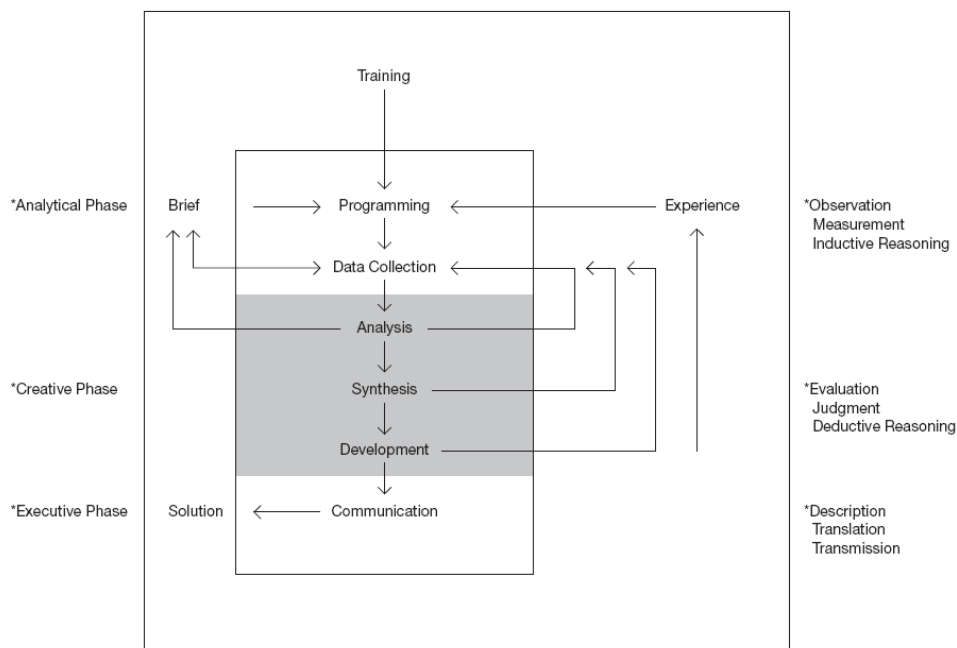 Training
*Analytical Phase
Brief
Programming
Experience
*Observation
Measurement
Inductive Reasoning
Data Collection
Analysis
*Creative Phase
Synthesis
*Evaluation
Judgment
Deductive Reasoning
Development
*Executive Phase
Solution
Communication
*Description
Translation
Transmission